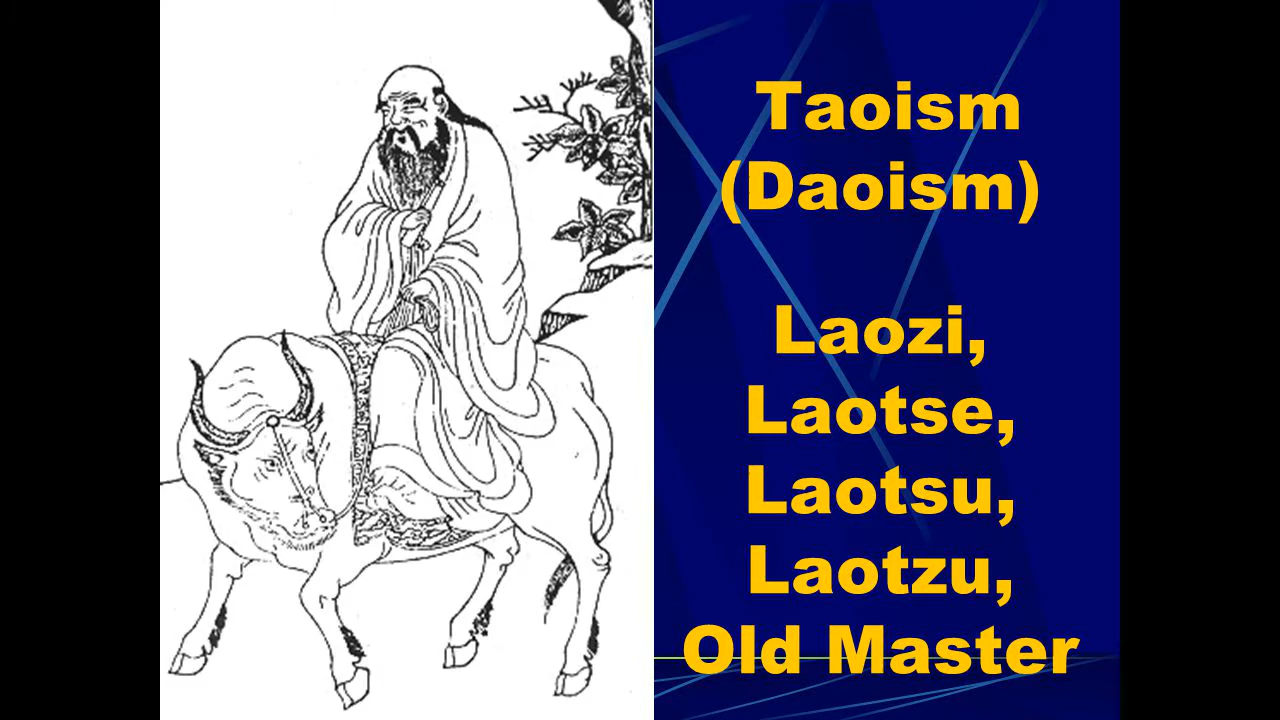 Taoism
(Daoism)
Laozi,
Laotse,
Laotsu,
Laotzu,
Old Master